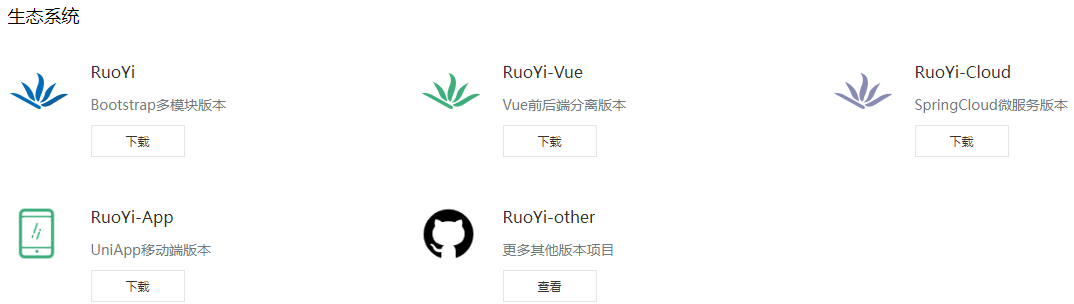 生态系统
RuoYi
Bootstrap多模块版本
下载
RuoYi-Vue
Vue前后端分离版本
下载
RuoYi-Cloud
SpringCloud微服务版本
下载
RuoYi-App
UniApp移动端版本
下载
RuoYi-other
更多其他版本项目
查看